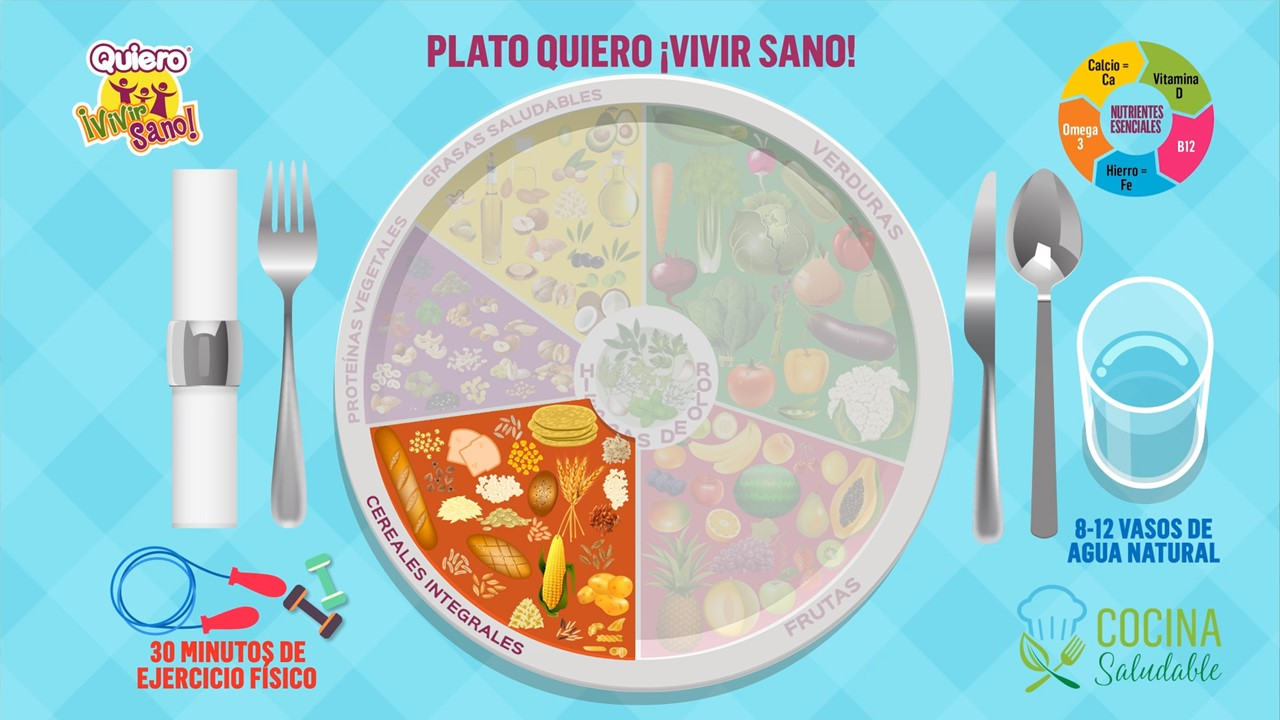 Quiero
¡Vivir
Sano!
PLATO QUIERO ¡VIVIR SANO!
Calcio =
Ca
Vitamina
D
Omega
3
NUTRIENTES
ESENCIALES
B12
Hierro =
Fe
GRASAS SALUDABLES
VERDURAS
PROTEÍNAS VEGETALES
CEREALES INTEGRALES
FRUTAS
8-12 VASOS DE
AGUA NATURAL
30 MINUTOS DE
EJERCICIO FÍSICO
COCINA
Saludable